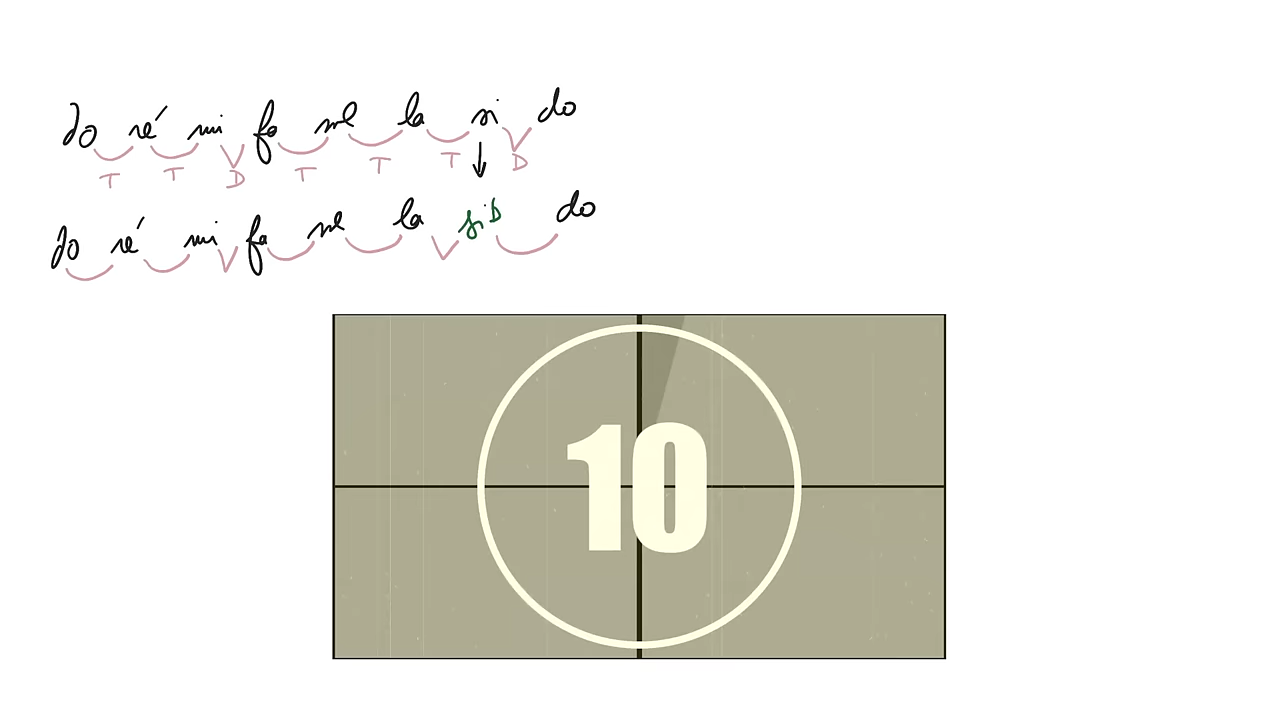 do ré mi fa sol la si do
T T D T T T D
do ré mi fa sol la si♭ do
10